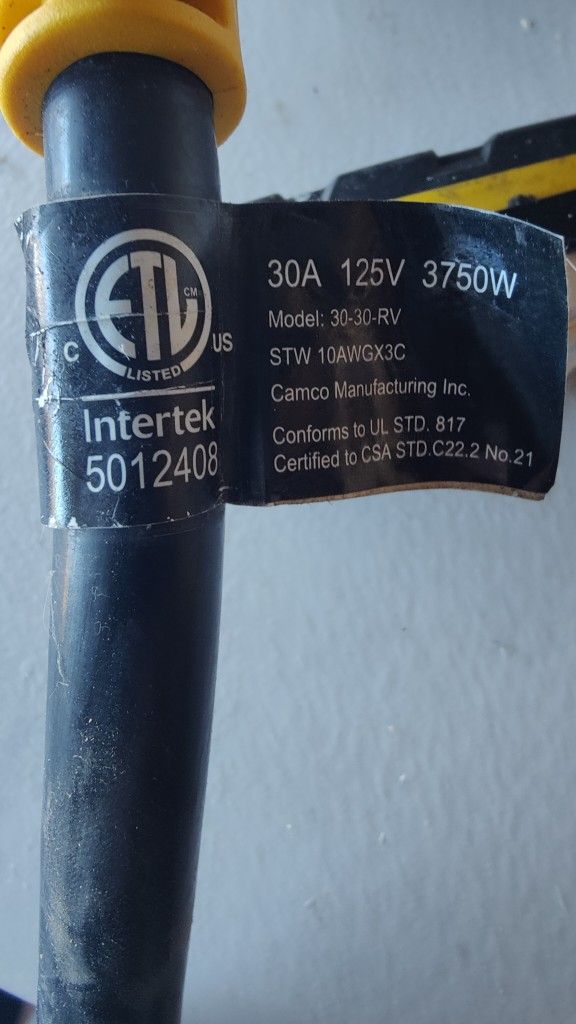 ETL
CM
C
US
LISTED
Intertek
5012408
30A 125V 3750W
Model: 30-30-RV
STW 10AWGX3C
Camco Manufacturing Inc.
Conforms to UL STD. 817
Certified to CSA STD.C22.2 No.21